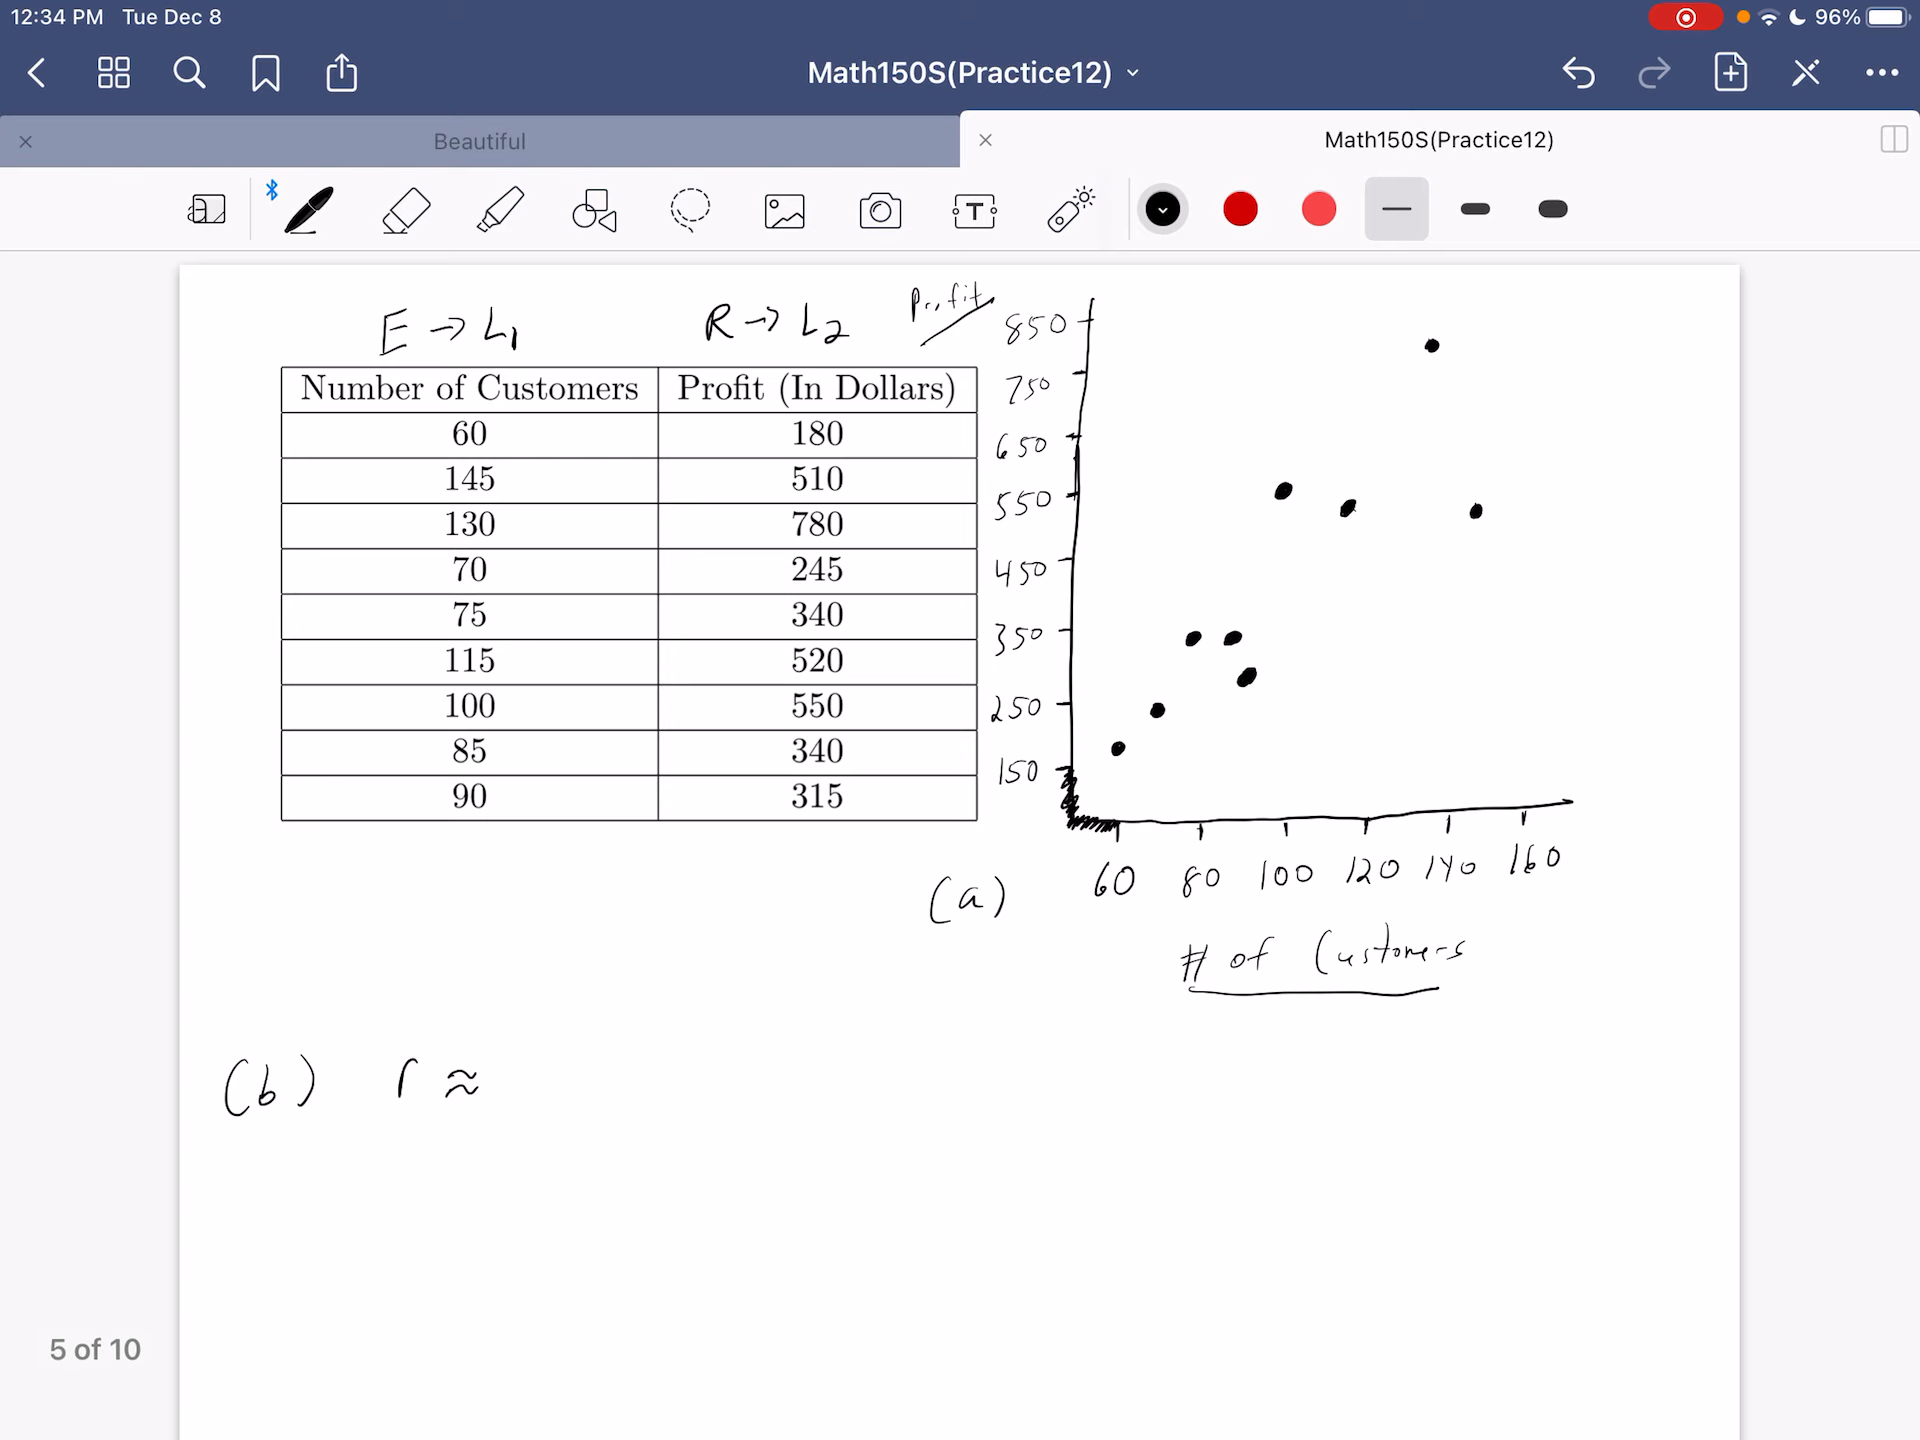 12:34 PM Tue Dec 8
96%
Math150S(Practice12)
Beautiful
Math150S(Practice12)
T
E → L1
R → L2
Profit
Number of Customers Profit (In Dollars)
60 180
145 510
130 780
70 245
75 340
115 520
100 550
85 340
90 315
850
750
650
550
450
350
250
150
60 80 100 120 140 160
(a)
# of Customers
(b) r ≈
5 of 10